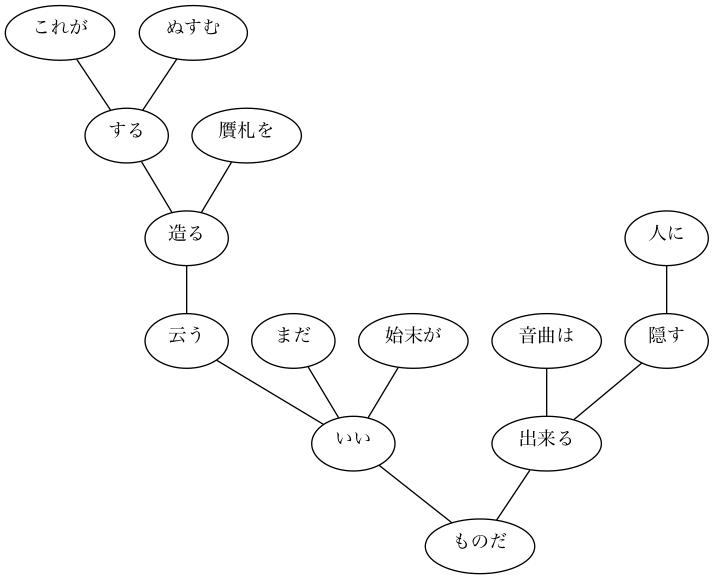 これが ぬすむ
する 贋札を
造る 人に
云う まだ 始末が 音曲は 隠す
いい 出来る
ものだ